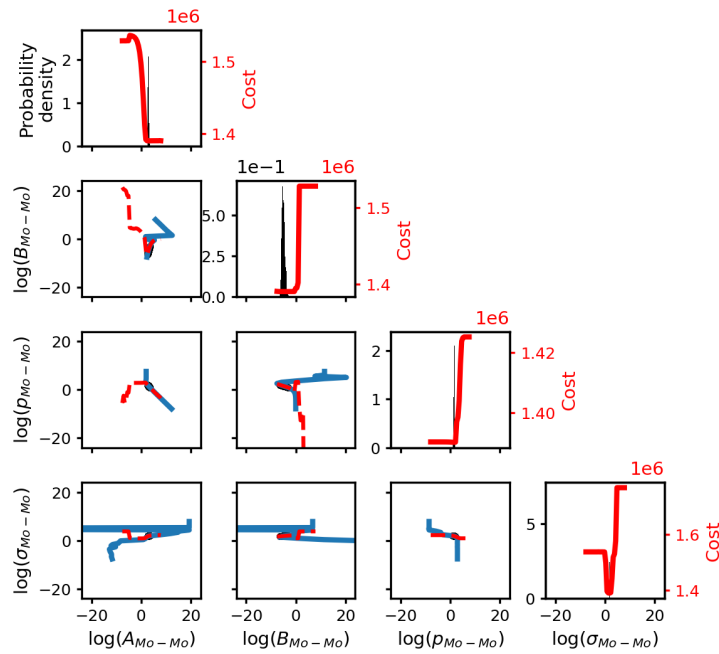 1e6
2
1
0
Probability
density
1.5
1.4
Cost
1e−1
1e6
20
0
−20
log(B_{Mo−Mo})
5.0
2.5
0.0
1.5
1.4
Cost
1e6
20
0
−20
log(p_{Mo−Mo})
2
1
0
1.42
1.40
Cost
1e6
20
0
−20
log(σ_{Mo−Mo})
5
0
1.6
1.4
Cost
−20 0 20
−20 0 20
−20 0 20
−20 0 20
log(A_{Mo−Mo})
log(B_{Mo−Mo})
log(p_{Mo−Mo})
log(σ_{Mo−Mo})